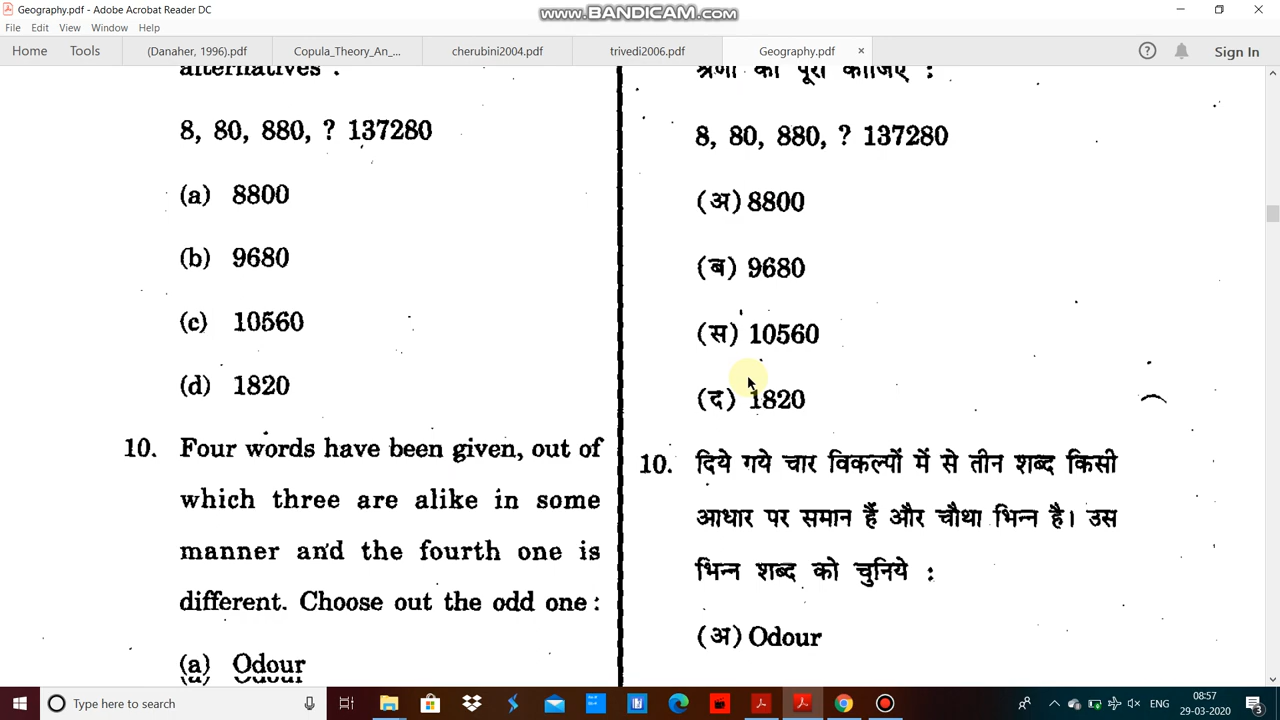 Geography.pdf - Adobe Acrobat Reader DC
WWW.BANDICAM.COM
File Edit View Window Help
Home Tools (Danaher, 1996).pdf Copula_Theory_An_... cherubini2004.pdf trivedi2006.pdf Geography.pdf × Sign In
alternatives :
8, 80, 880, ? 137280
(a) 8800
(b) 9680
(c) 10560
(d) 1820
10. Four words have been given, out of
which three are alike in some
manner and the fourth one is
different. Choose out the odd one :
(a) Odour
श्रेणी को पूरा कीजिए :
8, 80, 880, ? 137280
(अ) 8800
(ब) 9680
(स) 10560
(द) 1820
10. दिये गये चार विकल्पों में से तीन शब्द किसी
आधार पर समान हैं और चौथा भिन्न है। उस
भिन्न शब्द को चुनिये :
(अ) Odour
Type here to search
ENG
08:57
29-03-2020
3